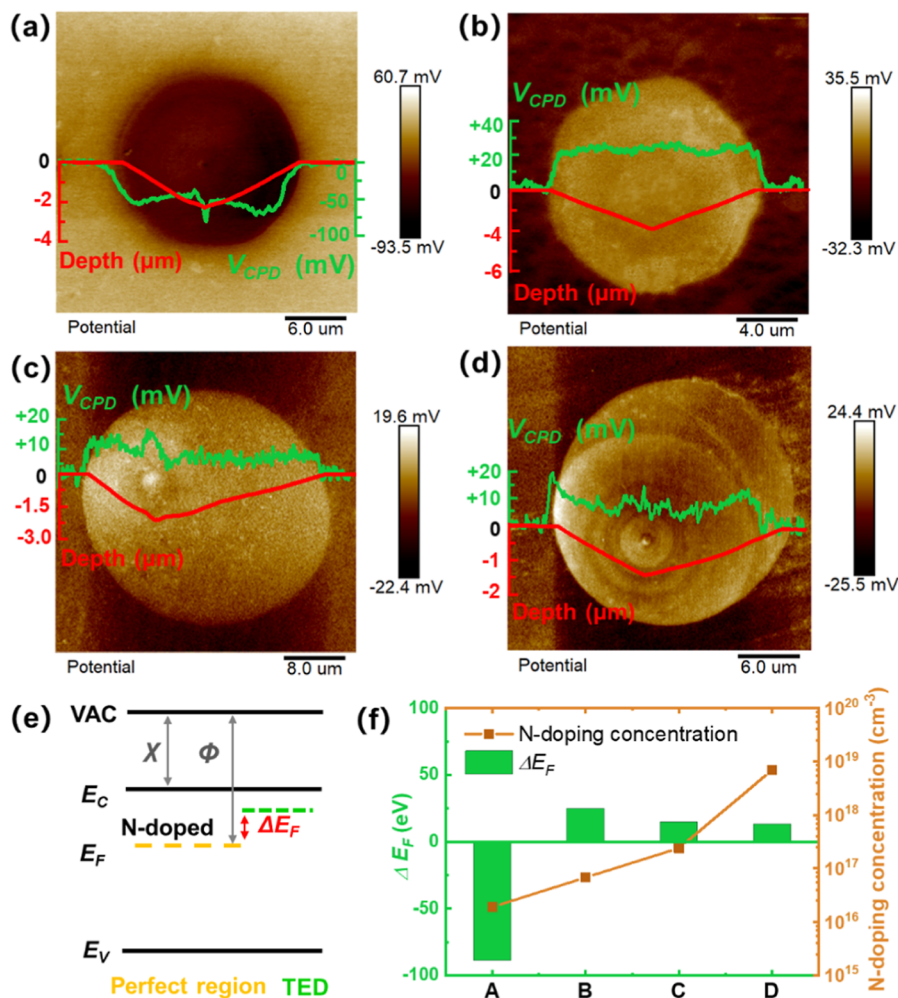 (a)
60.7 mV
0
-2
-4
0
-50
-100
Depth (µm)
V_CPD (mV)
-93.5 mV
Potential
6.0 um
(b)
V_CPD (mV)
35.5 mV
+40
+20
0
-2
-4
-6
Depth (µm)
-32.3 mV
Potential
4.0 um
(c)
V_CPD (mV)
19.6 mV
+20
+10
0
-1.5
-3.0
Depth (µm)
-22.4 mV
Potential
8.0 um
(d)
V_CPD (mV)
24.4 mV
+20
+10
0
-1
-2
Depth (µm)
-25.5 mV
Potential
6.0 um
(e)
VAC
χ
Φ
E_C
N-doped
ΔE_F
E_F
E_V
Perfect region
TED
(f)
N-doping concentration
ΔE_F
100
50
0
-50
-100
Δ E_F (eV)
10^20
10^19
10^18
10^17
10^16
10^15
N-doping concentration (cm^-3)
A
B
C
D